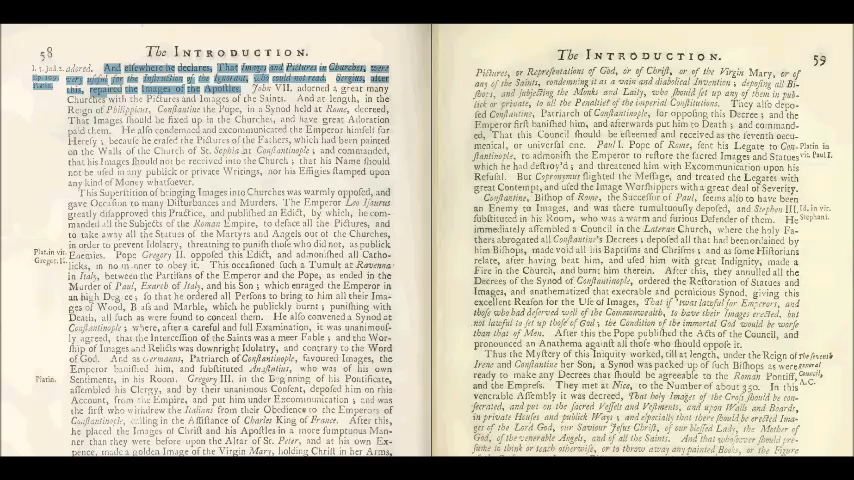 58
The INTRODUCTION.
adored. And elsewhere he declares, That Images and Pictures in Churches, were
very useful for the Instruction of the Ignorant, who could not read. Sergius, after
this, repaired the Images of the Apostles. John VII. adorned a great many
Churches with the Pictures and Images of the Saints. And at length, in the
Reign of Philippicus, Constantine the Pope, in a Synod held at Rome, decreed,
That Images should be fixed up in the Churches, and have great Adoration
paid them. He also condemned and excommunicated the Emperor himself for
Heresy; because he erased the Pictures of the Fathers, which had been painted
on the Walls of the Church of St. Sophia at Constantinople; and commanded,
that his Images should not be received into the Church; that his Name should
not be used in any publick or private Writings, nor his Effigies stamped upon
any kind of Money whatsoever.
This Superstition of bringing Images into Churches was warmly opposed, and
gave Occasion to many Disturbances and Murders. The Emperor Leo Isaurus
greatly disapproved this Practice, and published an Edict, by which, he com-
manded all the Subjects of the Roman Empire, to deface all the Pictures, and
to take away all the Statues of the Martyrs and Angels out of the Churches,
in order to prevent Idolatry, threatning to punish those who did not, as publick
Platin. vit.
Greger. II.
Enemies. Pope Gregory II. opposed this Edict, and admonished all Catho-
licks, in no manner to obey it. This occasioned such a Tumult at Ravenna
in Italy, between the Partisans of the Emperor and the Pope, as ended in the
Murder of Paul, Exarch of Italy, and his Son; which enraged the Emperor in
an high Degree; so that he ordered all Persons to bring to him all their Ima-
ges of Wood, Brass and Marble, which he publickly burnt; punishing with
Death, all such as were found to conceal them. He also convened a Synod at
Constantinople; where, after a careful and full Examination, it was unanimous-
ly agreed, that the Intercession of the Saints was a meer Fable; and the Wor-
ship of Images and Relicts was downright Idolatry, and contrary to the Word
of God. And as Germanus, Patriarch of Constantinople, favoured Images, the
Emperor banished him, and substituted Anastasius, who was of his own
Platin.
Sentiments, in his Room. Gregory III. in the Beginning of his Pontificate,
assembled his Clergy, and by their unanimous Consent, deposed him on this
Account, from the Empire, and put him under Excommunication; and was
the first who withdrew the Italians from their Obedience to the Emperors of
Constantinople, calling in the Assistance of Charles King of France. After this,
he placed the Images of Christ and his Apostles in a more sumptuous Man-
ner than they were before upon the Altar of St. Peter, and at his own Ex-
pence, made a golden Image of the Virgin Mary, holding Christ in her Arms,
The INTRODUCTION.
59
Pictures, or Representations of God, or of Christ, or of the Virgin Mary, or of
any of the Saints, condemning it as a vain and diabolical Invention; deposing all Bi-
shops, and subjecting the Monks and Laity, who should set up any of them in pub-
lick or private, to all the Penalties of the imperial Constitutions. They also depo-
sed Constantine, Patriarch of Constantinople, for opposing this Decree; and the
Emperor first banished him, and afterwards put him to Death; and command-
ed, That this Council should be esteemed and received as the seventh oecu-
menical, or universal one. Paul I. Pope of Rome, sent his Legate to Con-
Platin in
vit. Paul I.
stantinople, to admonish the Emperor to restore the sacred Images and Statues
which he had destroy'd; and threatned him with Excommunication upon his
Refusal. But Copronymus slighted the Message, and treated the Legates with
great Contempt, and used the Image Worshippers with a great deal of Severity.
Constantine, Bishop of Rome, the Successor of Paul, seems also to have been
an Enemy to Images, and was therefore tumultuously deposed, and Stephen III.
Id. in vit.
Stephani.
substituted in his Room, who was a warm and furious Defender of them. He
immediately assembled a Council in the Lateran Church, where the holy Fa-
thers abrogated all Constantine's Decrees; deposed all that had been ordained by
him Bishops, made void all his Baptisms and Chrisms; and as some Historians
relate, after having beat him, and used him with great Indignity, made a
Fire in the Church, and burnt him therein. After this, they annulled all the
Decrees of the Synod of Constantinople, ordered the Restoration of Statues and
Images, and anathematized that execrable and pernicious Synod, giving this
excellent Reason for the Use of Images, That if 'twas lawful for Emperors, and
those who had deserved well of the Commonwealth, to have their Images erected, but
not lawful to set up those of God; the Condition of the immortal God would be worse
than that of Men. After this the Pope published the Acts of the Council, and
pronounced an Anathema against all those who should oppose it.
Thus the Mystery of this Iniquity worked, till at length, under the Reign of
Irene and Constantine her Son, a Synod was packed up of such Bishops as were
general
Council,
A. C.
ready to make any Decrees that should be agreeable to the Roman Pontiff,
and the Empress. They met at Nice, to the Number of about 350. In this
venerable Assembly it was decreed, That holy Images of the Cross should be con-
secrated, and put on the sacred Vessels and Vestments, and upon Walls and Boards,
in private Houses and publick Ways; and especially that there should be erected Ima-
ges of the Lord God, our Saviour Jesus Christ, of our blessed Lady, the Mother of
God, of the venerable Angels, and of all the Saints. And that whosoever should pre-
sume to think or teach otherwise, or to throw away any painted Books, or the Figure